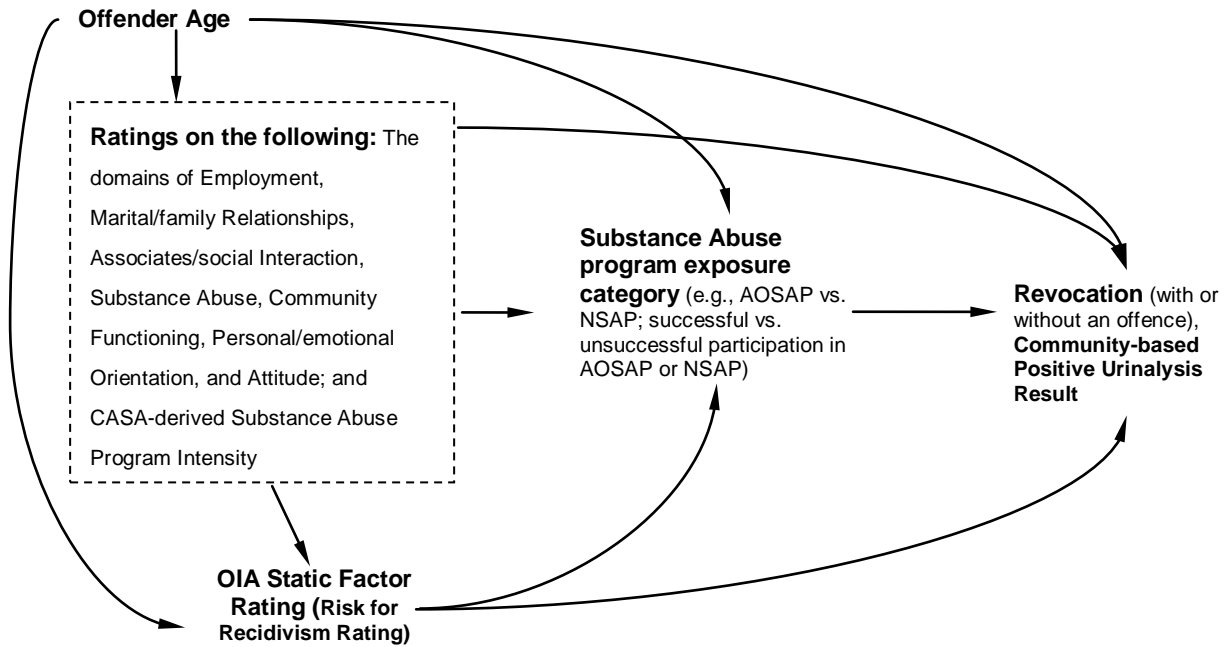 Offender Age
Ratings on the following: The
domains of Employment,
Marital/family Relationships,
Associates/social Interaction,
Substance Abuse, Community
Functioning, Personal/emotional
Orientation, and Attitude; and
CASA-derived Substance Abuse
Program Intensity
Substance Abuse
program exposure
category (e.g., AOSAP vs.
NSAP; successful vs.
unsuccessful participation in
AOSAP or NSAP)
Revocation (with or
without an offence),
Community-based
Positive Urinalysis
Result
OIA Static Factor
Rating (Risk for
Recidivism Rating)